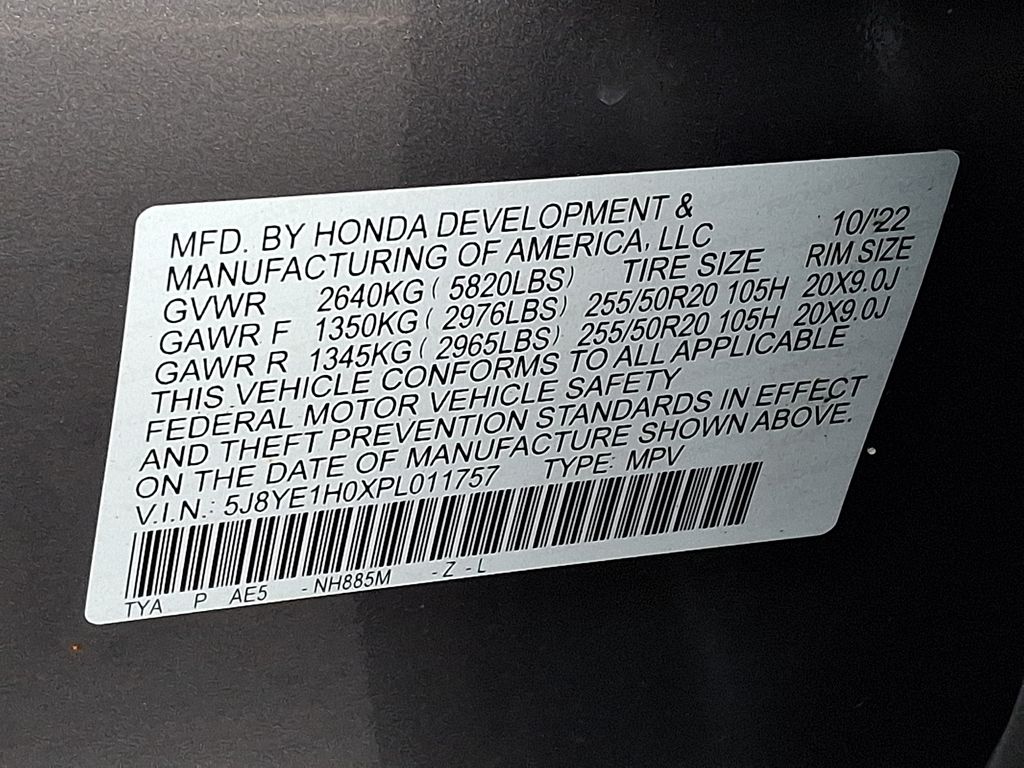 MFD. BY HONDA DEVELOPMENT & 10/'22
MANUFACTURING OF AMERICA, LLC
GVWR 2640KG ( 5820LBS) TIRE SIZE RIM SIZE
GAWR F 1350KG ( 2976LBS) 255/50R20 105H 20X9.0J
GAWR R 1345KG ( 2965LBS) 255/50R20 105H 20X9.0J
THIS VEHICLE CONFORMS TO ALL APPLICABLE
FEDERAL MOTOR VEHICLE SAFETY
AND THEFT PREVENTION STANDARDS IN EFFECT
ON THE DATE OF MANUFACTURE SHOWN ABOVE.
V.I.N.: 5J8YE1H0XPL011757 TYPE: MPV
TYA P AE5 - NH885M - Z - L